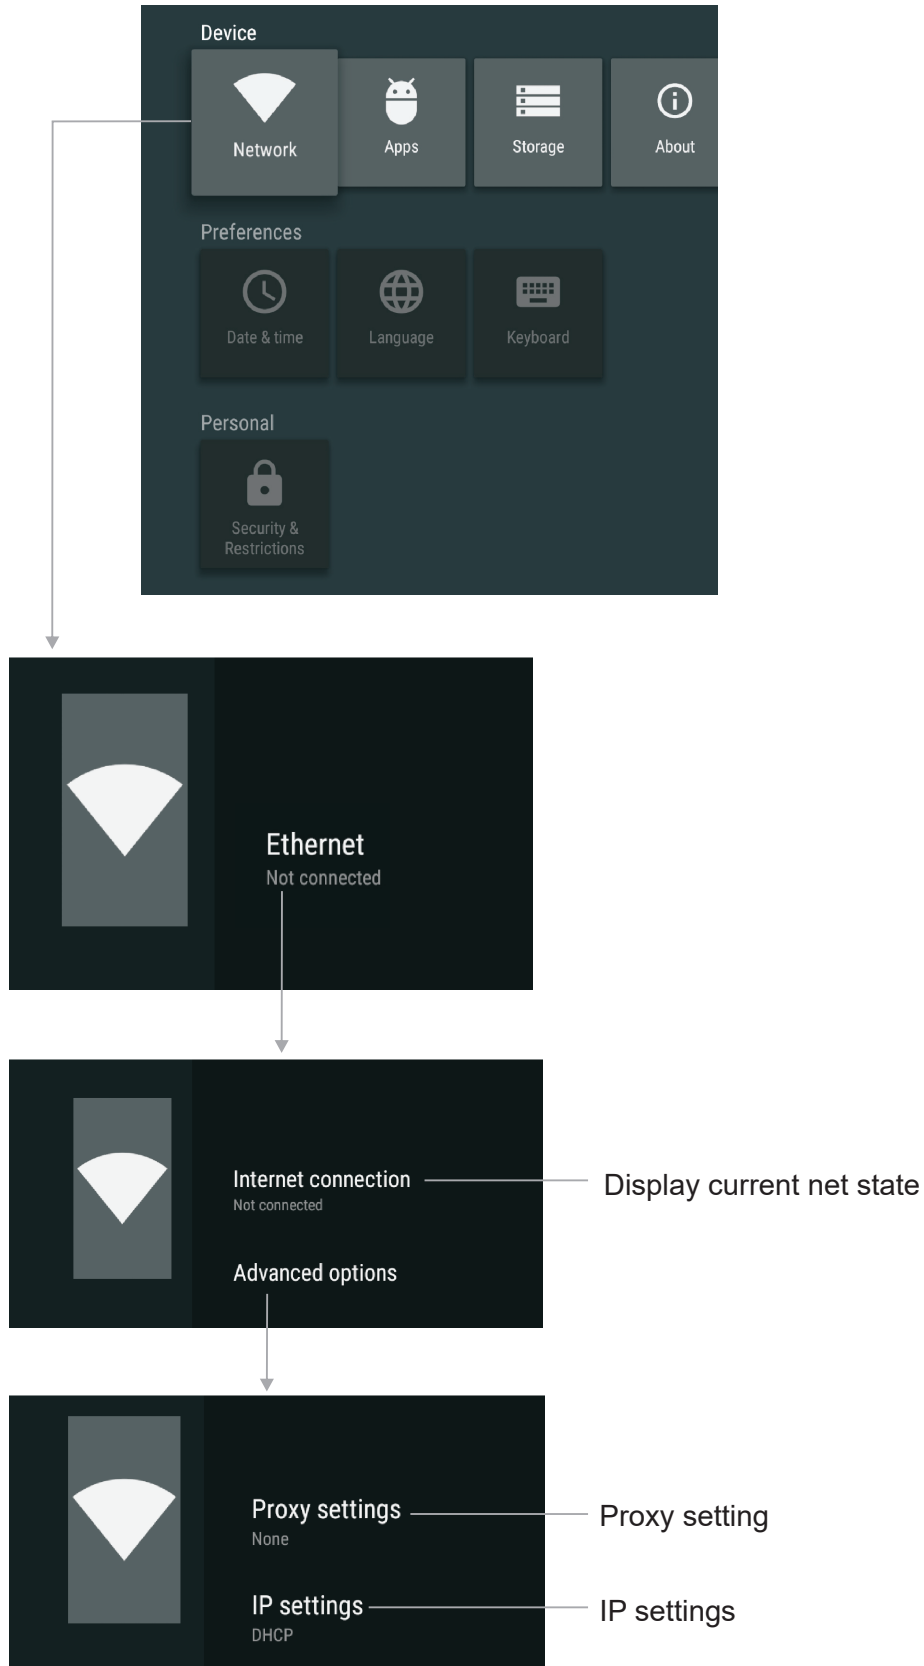 Device
Network Apps Storage About
Preferences
Date & time Language Keyboard
Personal
Security &
Restrictions
Ethernet
Not connected
Internet connection
Display current net state
Not connected
Advanced options
Proxy settings
Proxy setting
None
IP settings
IP settings
DHCP